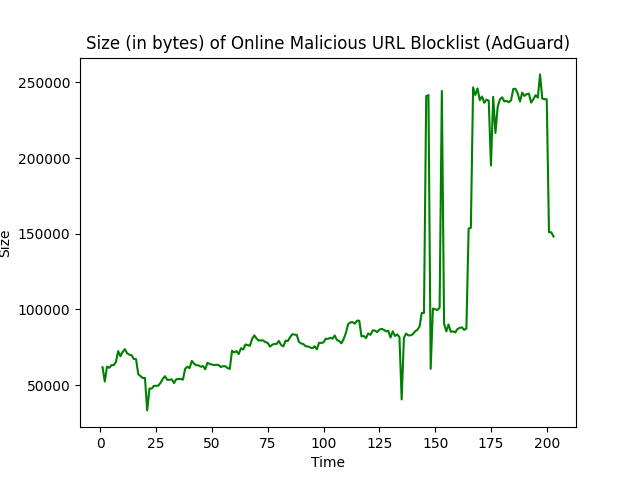 Size (in bytes) of Online Malicious URL Blocklist (AdGuard)
250000
200000
150000
100000
50000
Size
0 25 50 75 100 125 150 175 200
Time